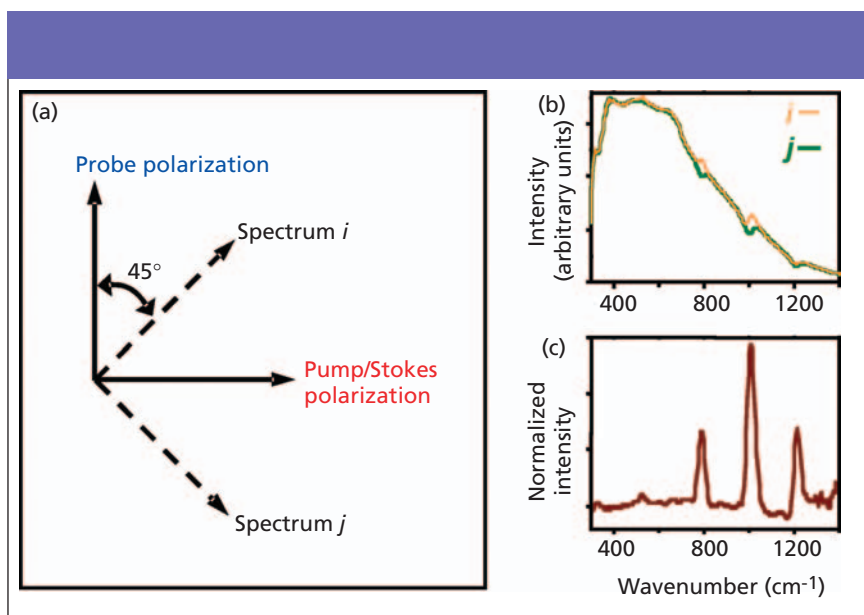 (a)
Probe polarization
Spectrum i
45°
Pump/Stokes
polarization
Spectrum j
(b)
Intensity
(arbitrary units)
i
j
400 800 1200
(c)
Normalized
intensity
400 800 1200
Wavenumber (cm⁻¹)